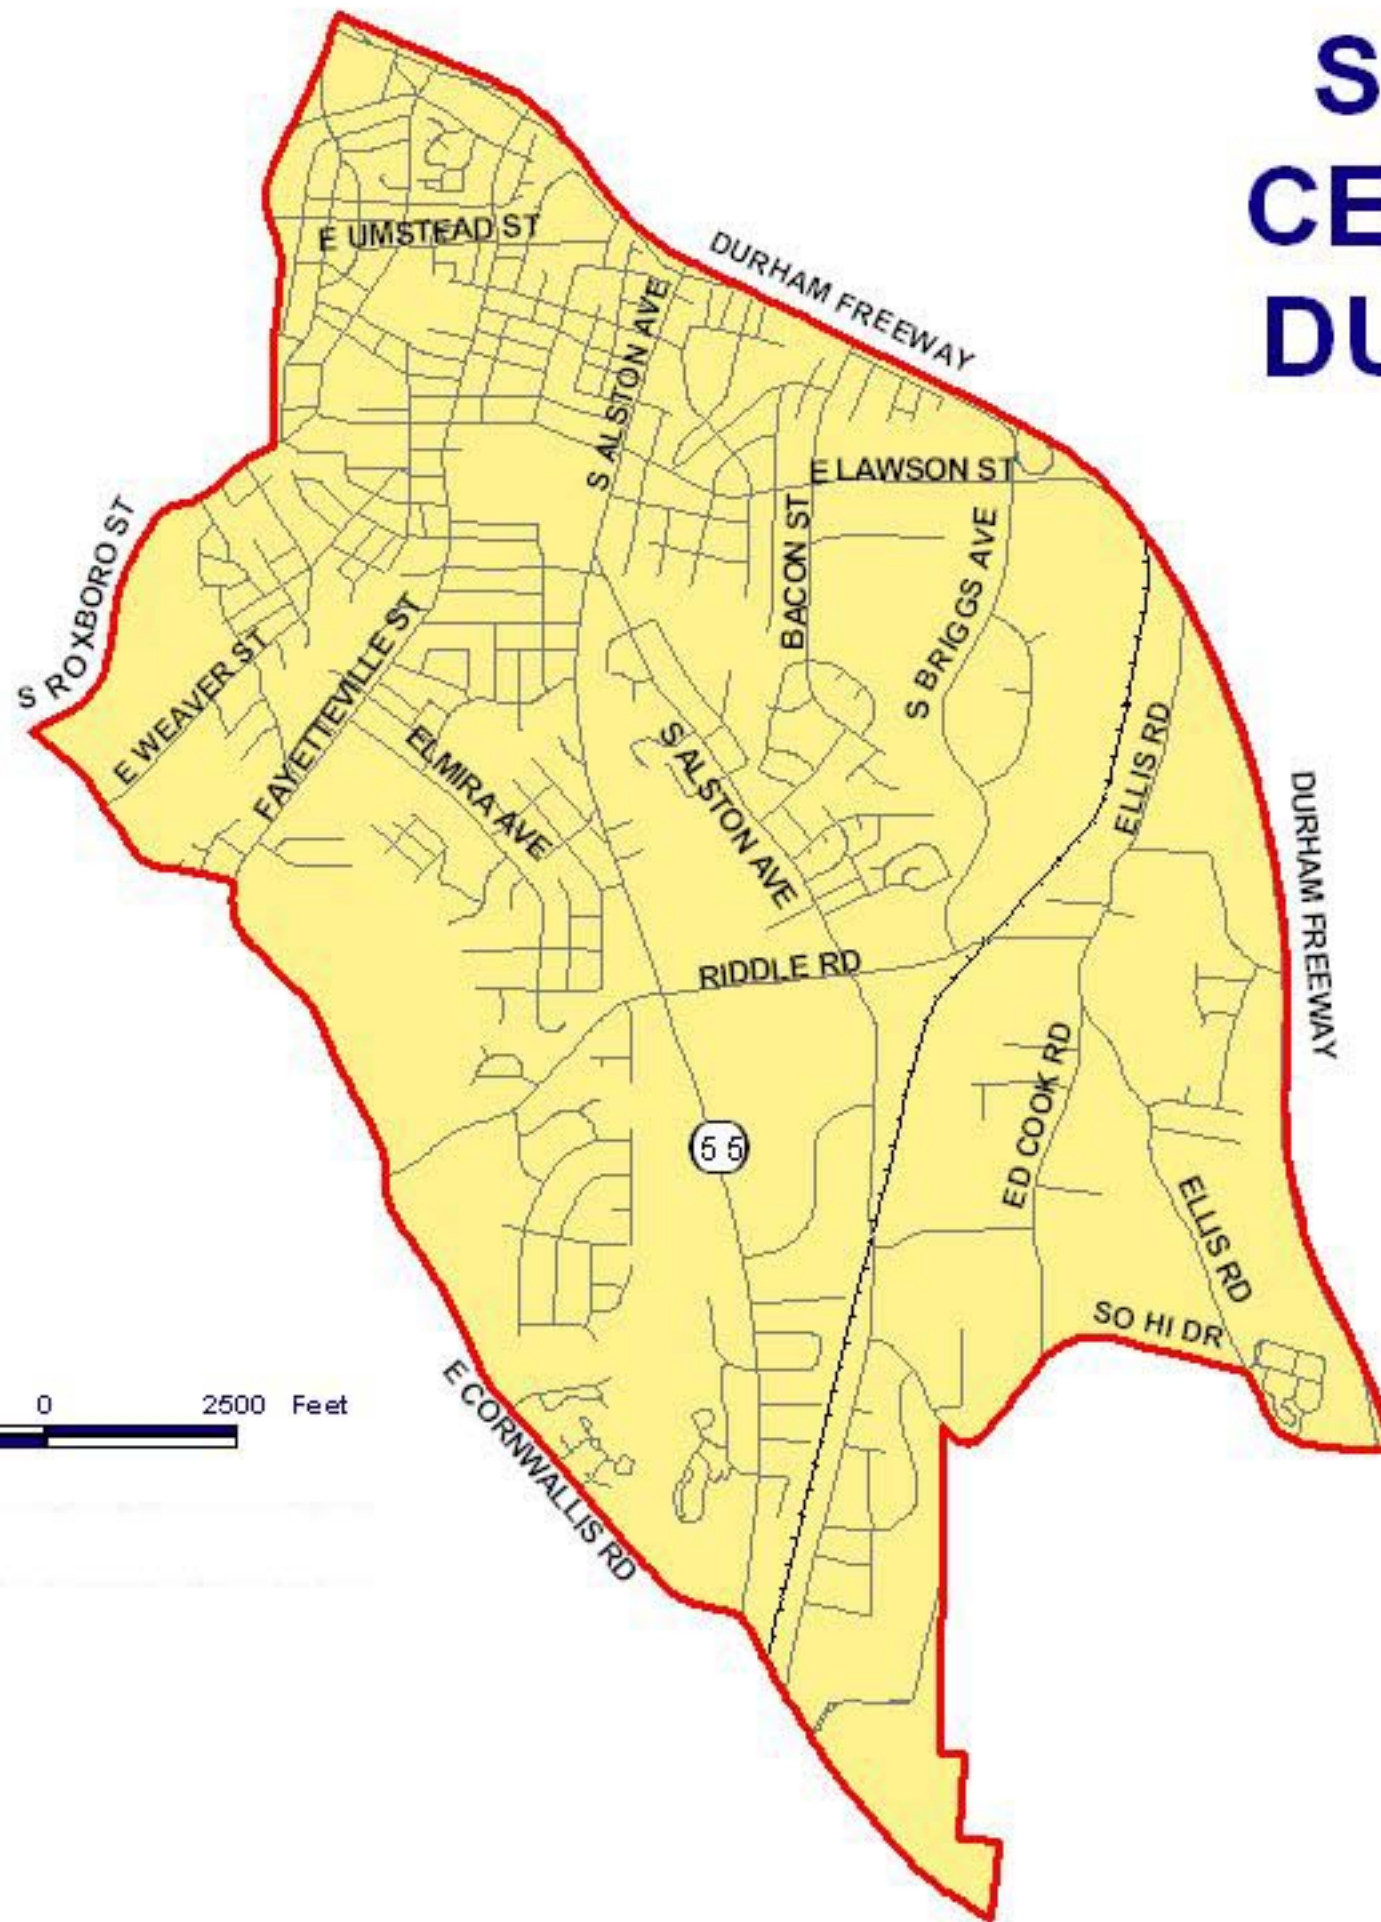 S
CE
DU
E UMSTEAD ST
DURHAM FREEWAY
S ALSTON AVE
E LAWSON ST
S ROXBORO ST
BACON ST
S BRIGGS AVE
E WEAVER ST
FAYETTEVILLE ST
ELMIRA AVE
S ALSTON AVE
ELLIS RD
DURHAM FREEWAY
RIDDLE RD
ED COOK RD
55
ELLIS RD
SO HI DR
E CORNWALLIS RD
0 2500 Feet